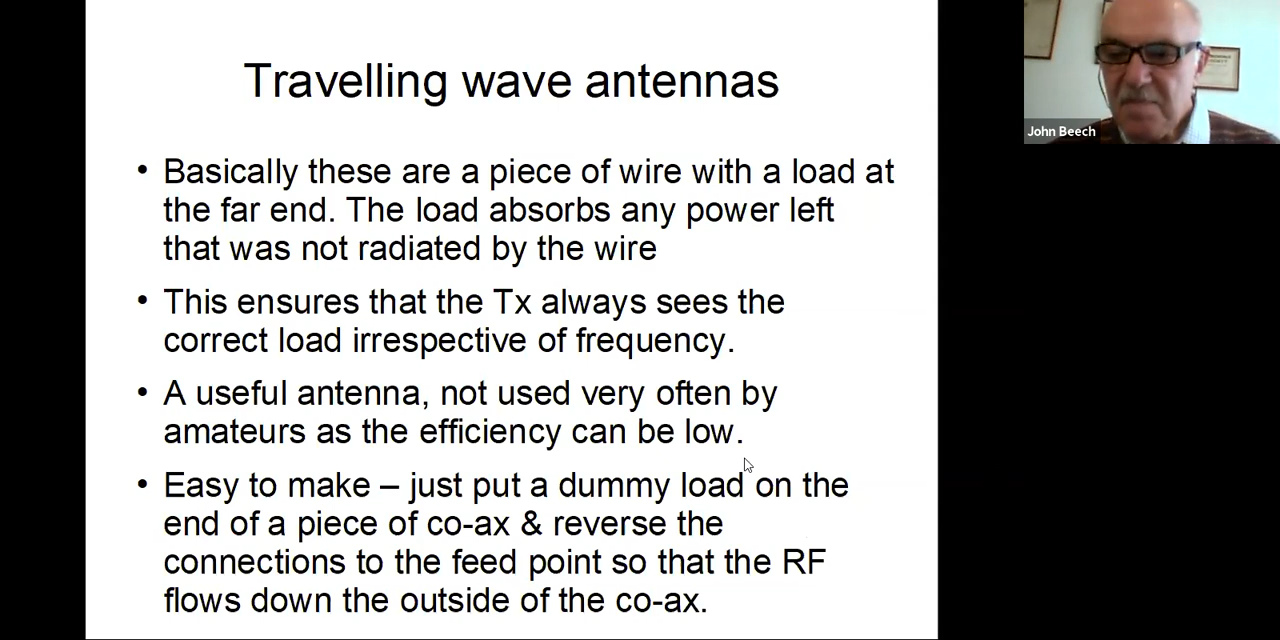 Travelling wave antennas
• Basically these are a piece of wire with a load at
the far end. The load absorbs any power left
that was not radiated by the wire
• This ensures that the Tx always sees the
correct load irrespective of frequency.
• A useful antenna, not used very often by
amateurs as the efficiency can be low.
• Easy to make – just put a dummy load on the
end of a piece of co-ax & reverse the
connections to the feed point so that the RF
flows down the outside of the co-ax.
John Beech